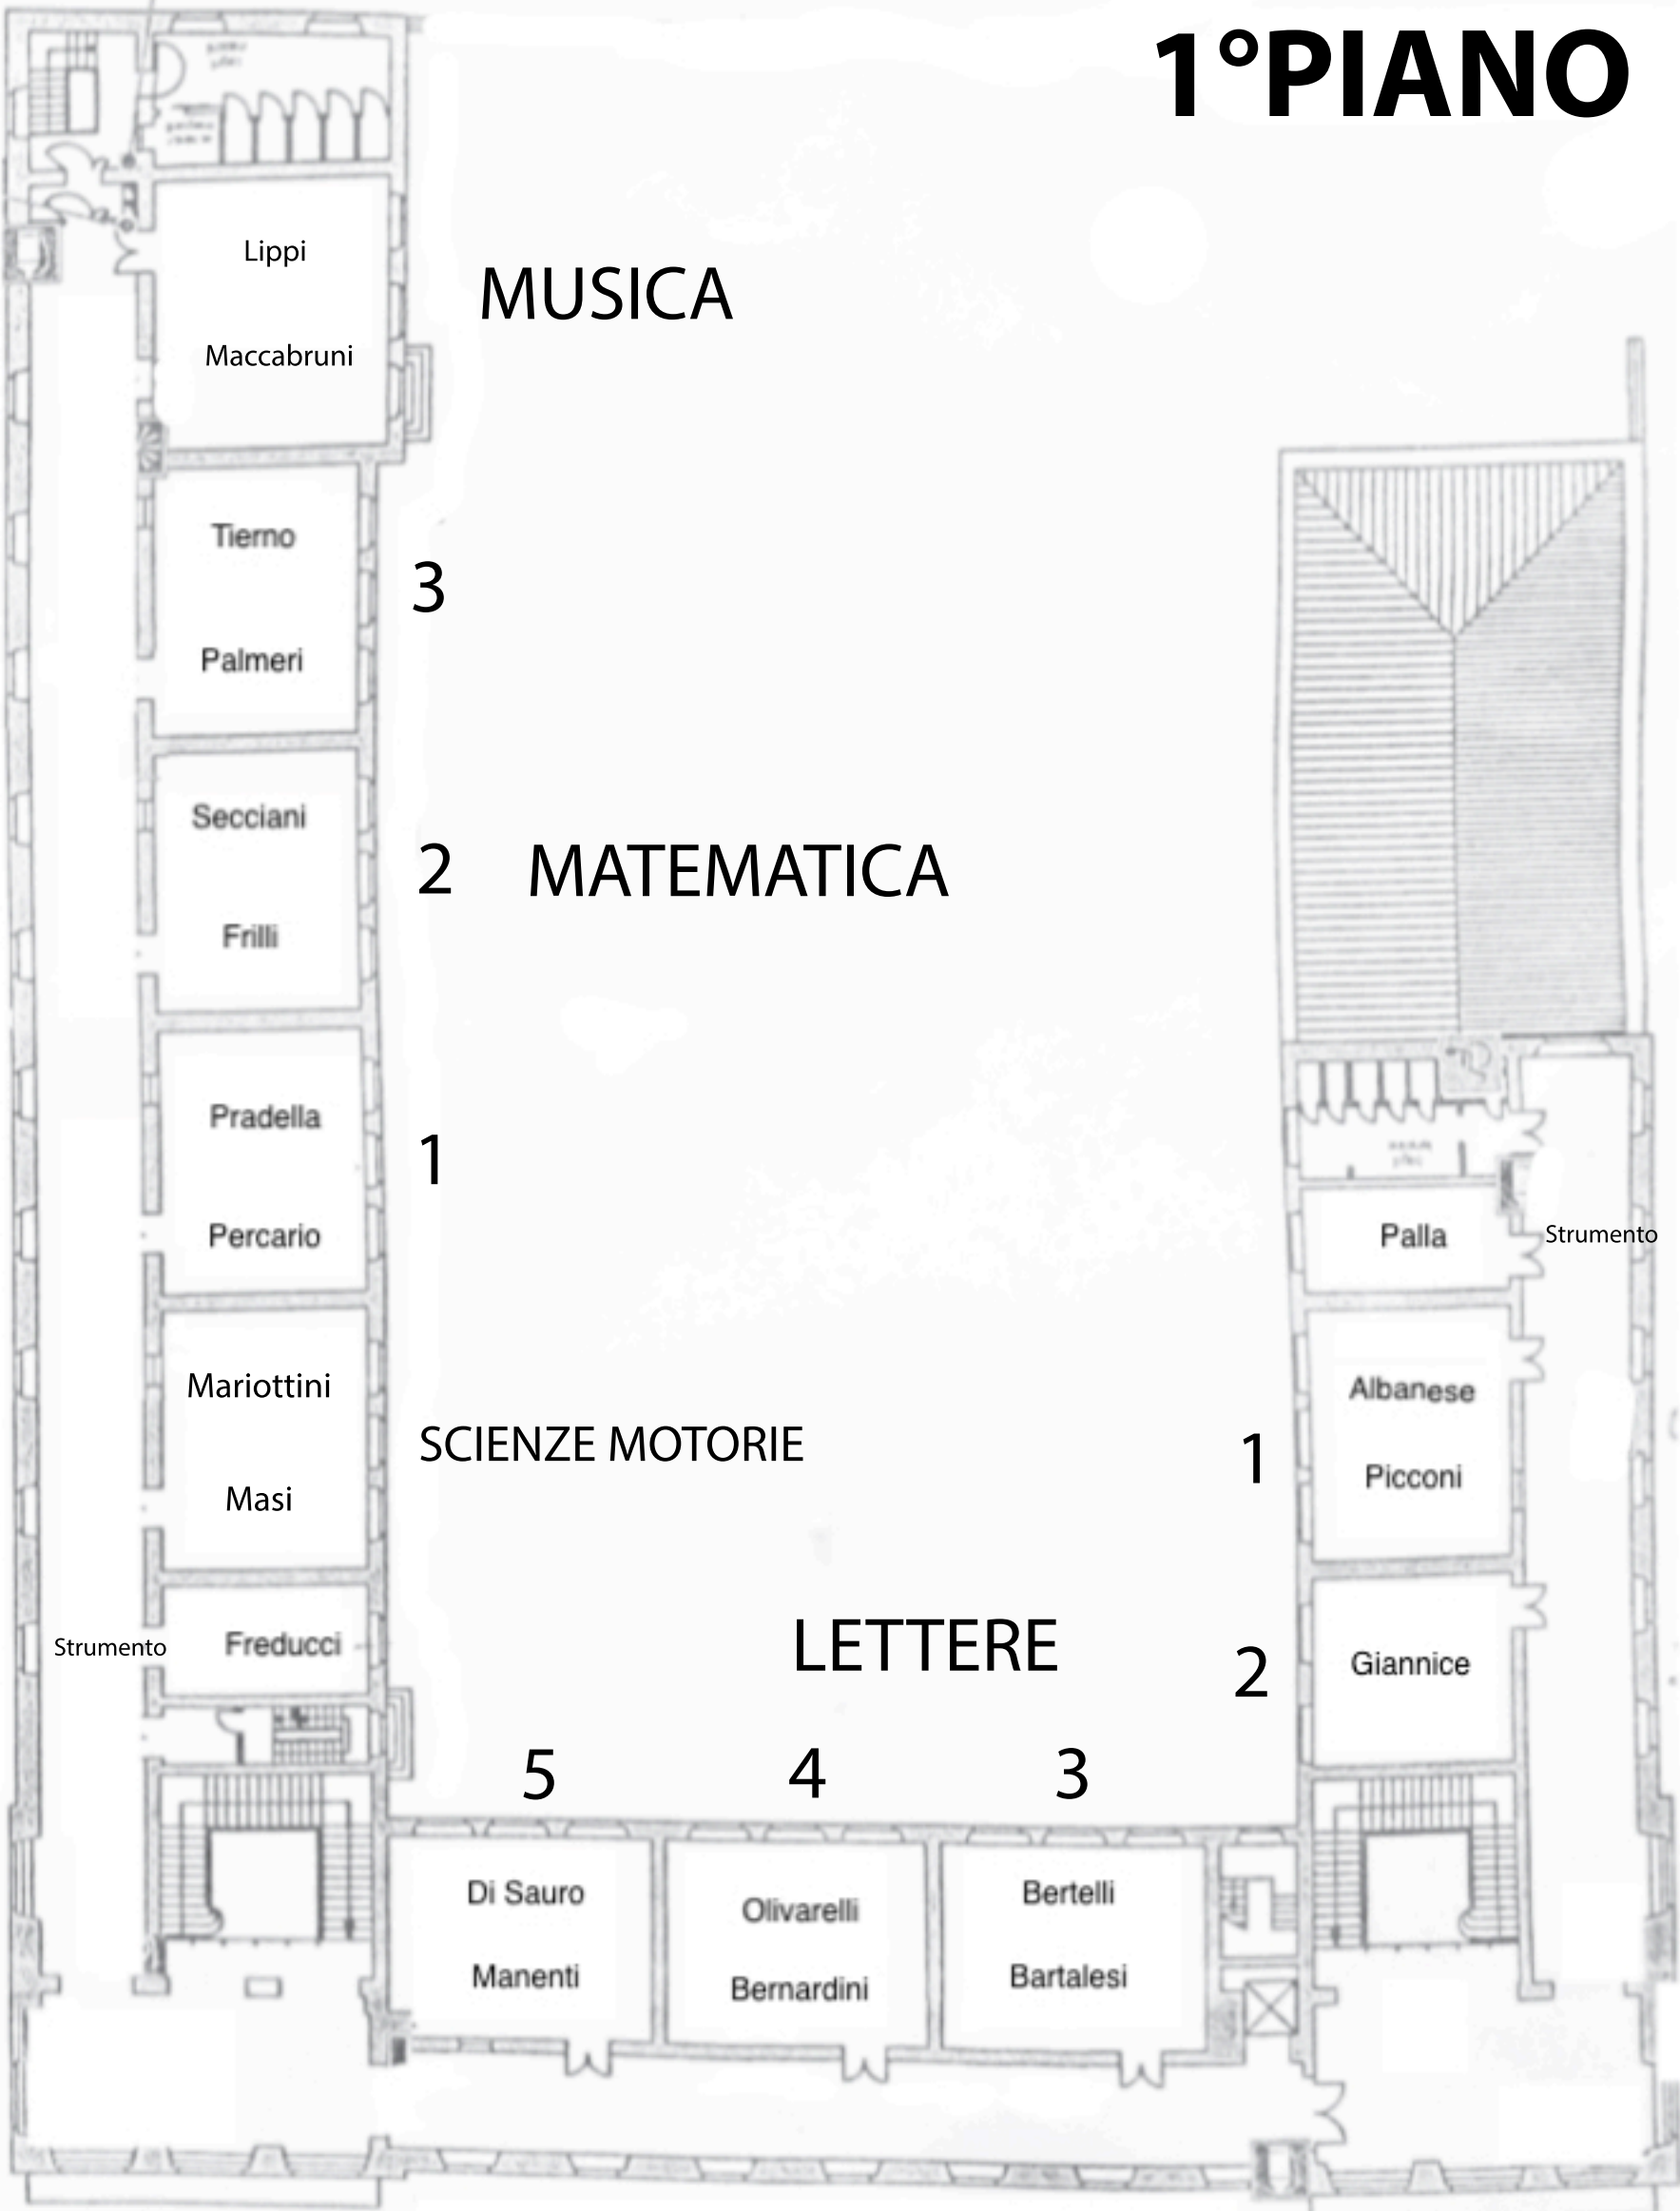 1°PIANO
Lippi
MUSICA
Maccabruni
Tierno
3
Palmeri
Secciani
2 MATEMATICA
Frilli
Pradella
1
Percario
Palla
Strumento
Mariottini
Albanese
SCIENZE MOTORIE
1
Picconi
Masi
LETTERE
Strumento
Freducci
2
Giannice
5 4 3
Di Sauro
Olivarelli
Bertelli
Manenti
Bernardini
Bartalesi